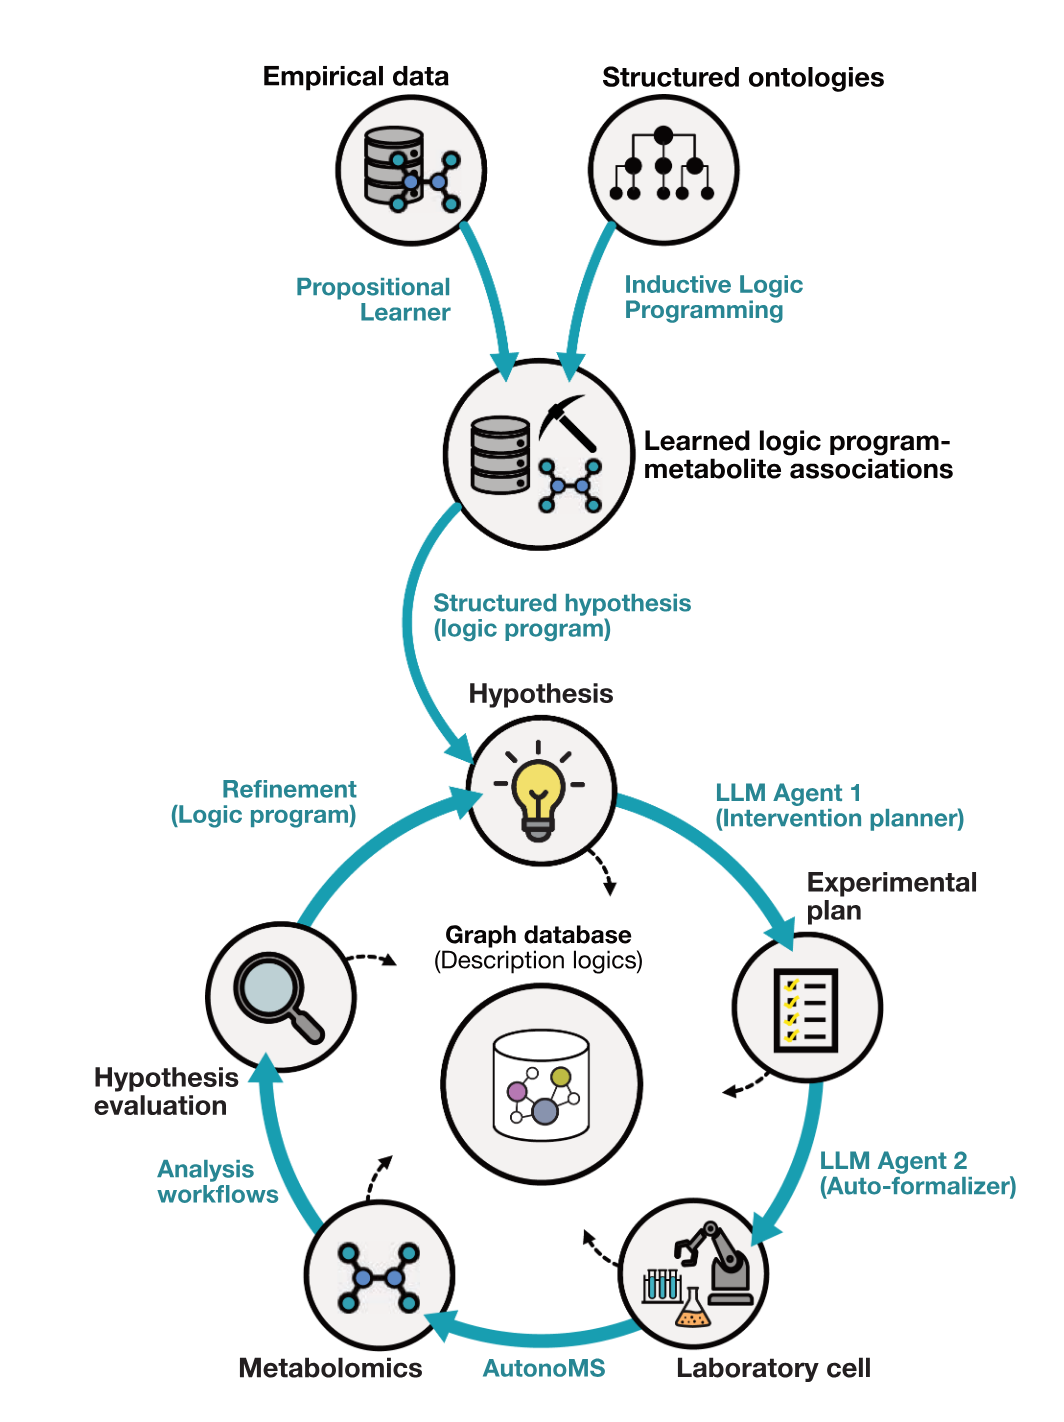 Empirical data
Structured ontologies
Propositional
Learner
Inductive Logic
Programming
Learned logic program-
metabolite associations
Structured hypothesis
(logic program)
Hypothesis
Refinement
(Logic program)
LLM Agent 1
(Intervention planner)
Experimental
plan
Graph database
(Description logics)
Hypothesis
evaluation
Analysis
workflows
LLM Agent 2
(Auto-formalizer)
Metabolomics
AutonoMS
Laboratory cell